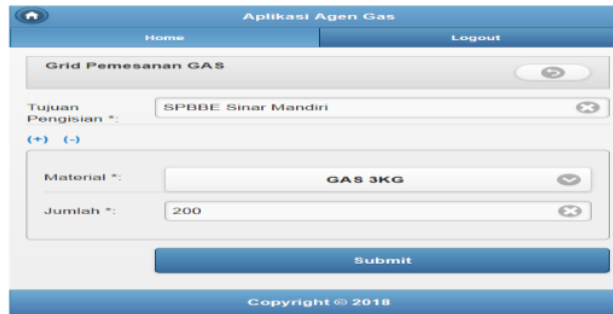 Aplikasi Agen Gas
Home Logout
Grid Pemesanan GAS
Tujuan
Pengisian *: SPBBE Sinar Mandiri
(+) (-)
Material *: GAS 3KG
Jumlah *: 200
Submit
Copyright © 2018